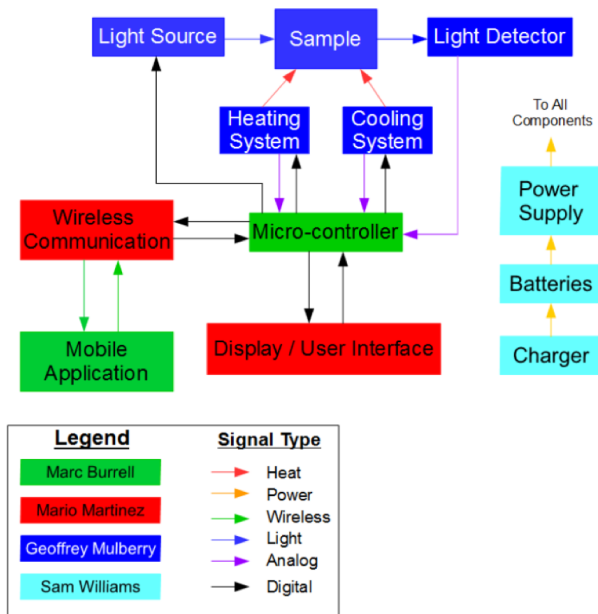 Light Source
Sample
Light Detector
Heating
System
Cooling
System
To All
Components
Power
Supply
Wireless
Communication
Micro-controller
Batteries
Mobile
Application
Display / User Interface
Charger
Legend
Marc Burrell
Mario Martinez
Geoffrey Mulberry
Sam Williams
Signal Type
Heat
Power
Wireless
Light
Analog
Digital